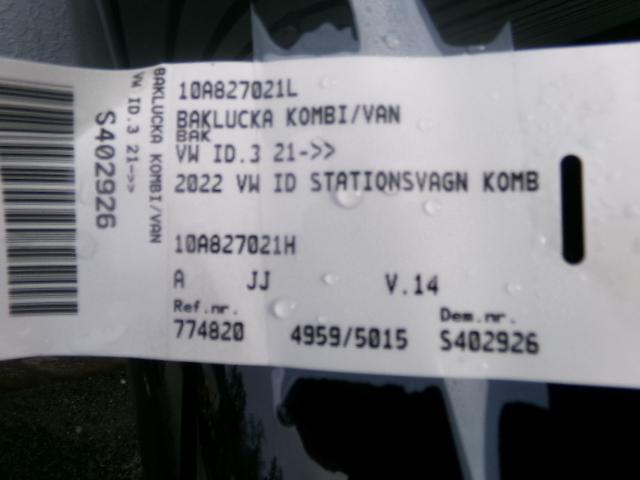 10A827021L
BAKLUCKA KOMBI/VAN
BAK
VW ID.3 21->>
2022 VW ID STATIONSVAGN KOMB
10A827021H
A JJ V.14
Ref.nr. Dem.nr.
774820 4959/5015 S402926
BAKLUCKA KOMBI/VAN
VW ID.3 21->>
S402926